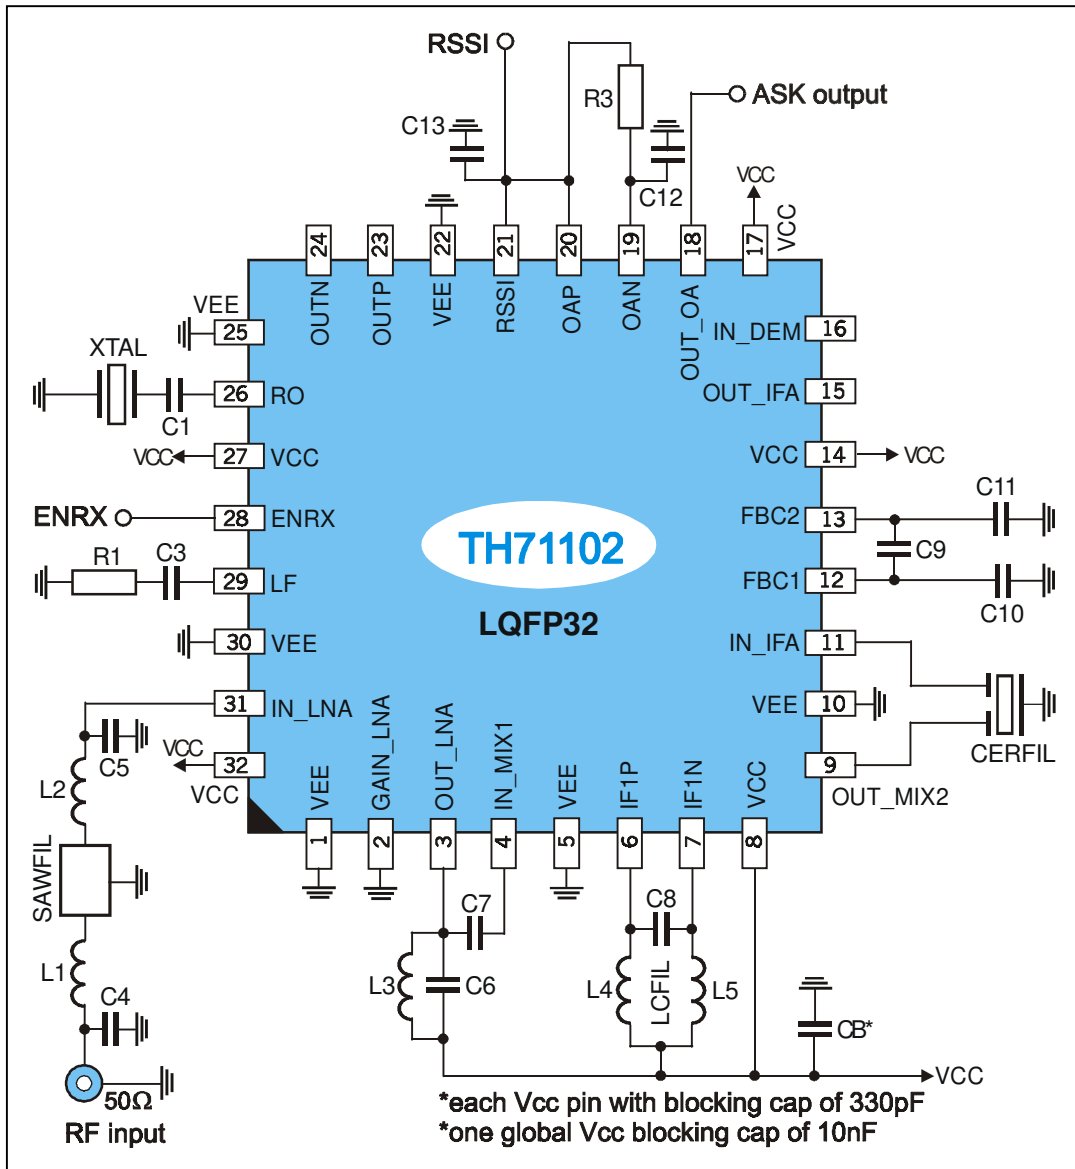 RSSI
R3
ASK output
C13
C12
VCC
24
23
22
21
20
19
18
17
VCC
OUTN
OUTP
VEE
RSSI
OAP
OAN
OUT_OA
VEE
25
XTAL
C1
26
RO
VCC
27
VCC
ENRX
28
ENRX
R1
C3
29
LF
30
VEE
31
IN_LNA
C5
VCC
32
VCC
L2
SAWFIL
L1
C4
50Ω
RF input
TH71102
LQFP32
IN_DEM
16
OUT_IFA
15
VCC
14
VCC
FBC2
13
C11
C9
FBC1
12
C10
IN_IFA
11
VEE
10
CERFIL
9
OUT_MIX2
VEE
GAIN_LNA
OUT_LNA
IN_MIX1
VEE
IF1P
IF1N
VCC
1
2
3
4
5
6
7
8
C7
C8
L3
C6
L4
LCFIL
L5
CB*
VCC
*each Vcc pin with blocking cap of 330pF
*one global Vcc blocking cap of 10nF